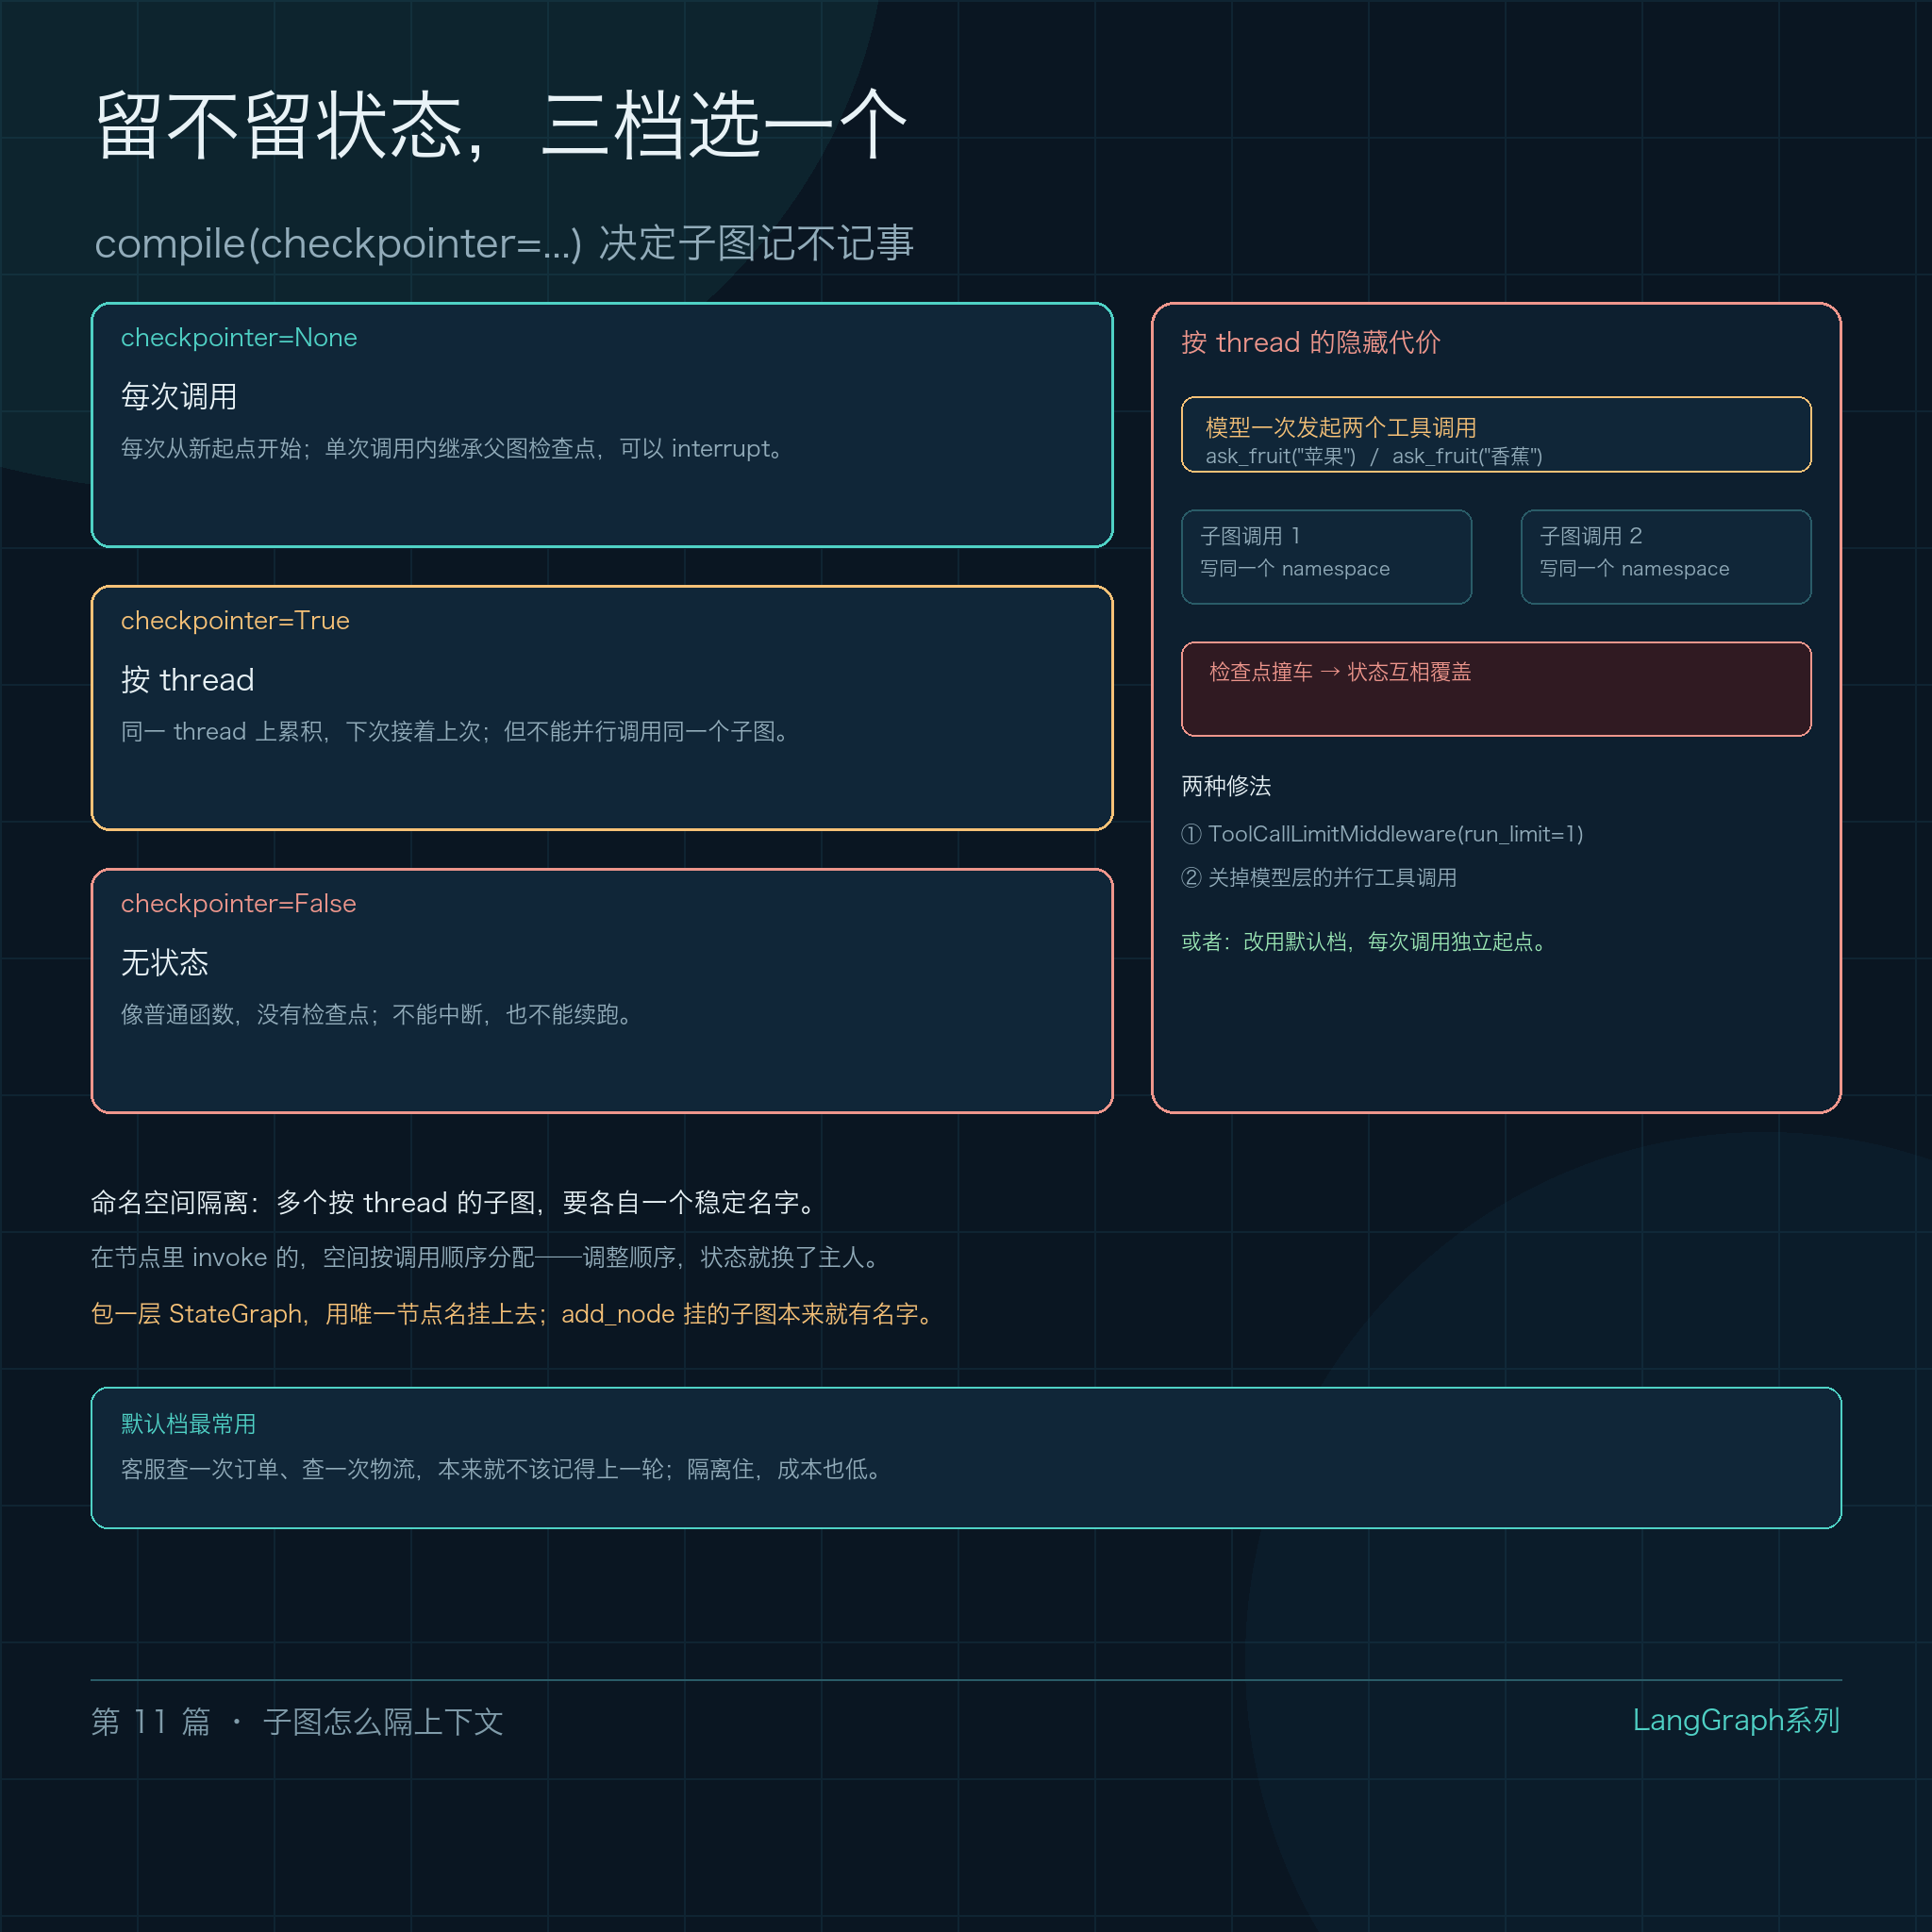 留不留状态，三档选一个
compile(checkpointer=...) 决定子图记不记事
checkpointer=None
每次调用
每次从新起点开始；单次调用内继承父图检查点，可以 interrupt。
checkpointer=True
按 thread
同一 thread 上累积，下次接着上次；但不能并行调用同一个子图。
checkpointer=False
无状态
像普通函数，没有检查点；不能中断，也不能续跑。
按 thread 的隐藏代价
模型一次发起两个工具调用
ask_fruit("苹果") / ask_fruit("香蕉")
子图调用 1
写同一个 namespace
子图调用 2
写同一个 namespace
检查点撞车 → 状态互相覆盖
两种修法
① ToolCallLimitMiddleware(run_limit=1)
② 关掉模型层的并行工具调用
或者：改用默认档，每次调用独立起点。
命名空间隔离：多个按 thread 的子图，要各自一个稳定名字。
在节点里 invoke 的，空间按调用顺序分配——调整顺序，状态就换了主人。
包一层 StateGraph，用唯一节点名挂上去；add_node 挂的子图本来就有名字。
默认档最常用
客服查一次订单、查一次物流，本来就不该记得上一轮；隔离住，成本也低。
第 11 篇 · 子图怎么隔上下文
LangGraph系列